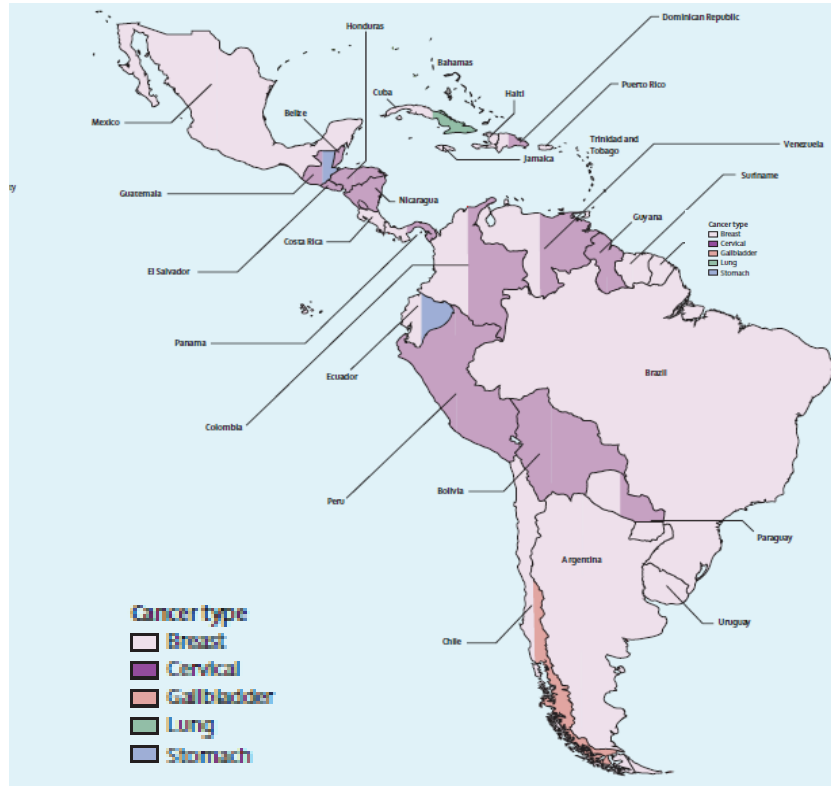 Dominican Republic
Honduras
Bahamas
Haiti
Puerto Rico
Cuba
Mexico
Belize
Trinidad and
Tobago
Venezuela
Jamaica
Suriname
Guatemala
Nicaragua
Guyana
Cancer type
Breast
Cervical
Gallbladder
Lung
Stomach
Costa Rica
El Salvador
Panama
Ecuador
Brazil
Colombia
Peru
Bolivia
Paraguay
Argentina
Uruguay
Chile
Cancer type
Breast
Cervical
Gallbladder
Lung
Stomach